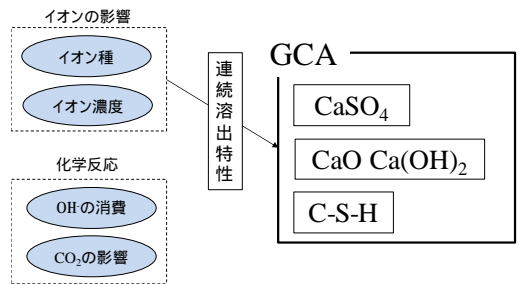 イオンの影響
イオン種
イオン濃度
化学反応
OH⁻の消費
CO₂の影響
連続溶出特性
GCA
CaSO₄
CaO Ca(OH)₂
C-S-H